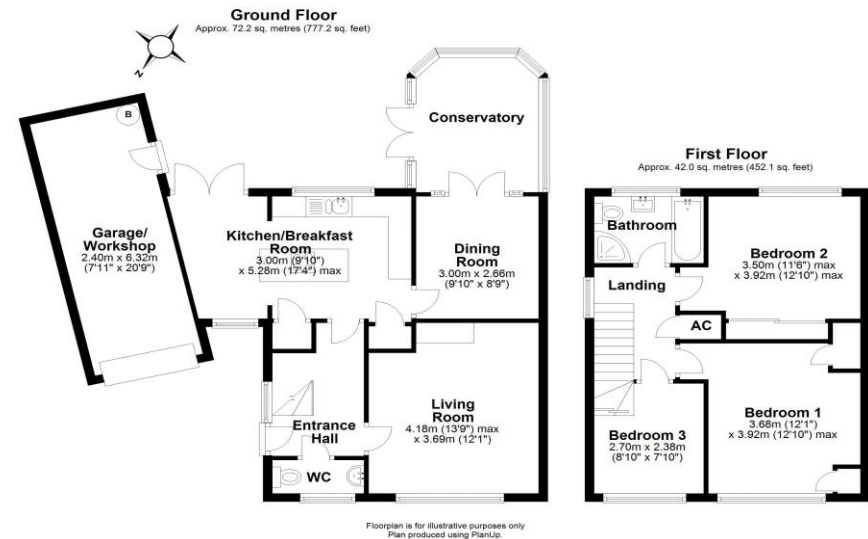 Ground Floor
Approx. 72.2 sq. metres (777.2 sq. feet)
N
B
Conservatory
Garage/
Workshop
2.40m x 6.32m
(7'11" x 20'9")
Kitchen/Breakfast
Room
3.00m (9'10")
x 5.28m (17'4") max
Dining
Room
3.00m x 2.66m
(9'10" x 8'9")
Living
Room
4.18m (13'9") max
x 3.69m (12'1")
Entrance
Hall
WC
First Floor
Approx. 42.0 sq. metres (452.1 sq. feet)
Bathroom
Bedroom 2
3.50m (11'6") max
x 3.92m (12'10") max
Landing
AC
Bedroom 1
3.68m (12'1")
x 3.92m (12'10") max
Bedroom 3
2.70m x 2.38m
(8'10" x 7'10")
Floorplan is for illustrative purposes only
Plan produced using PlanUp.